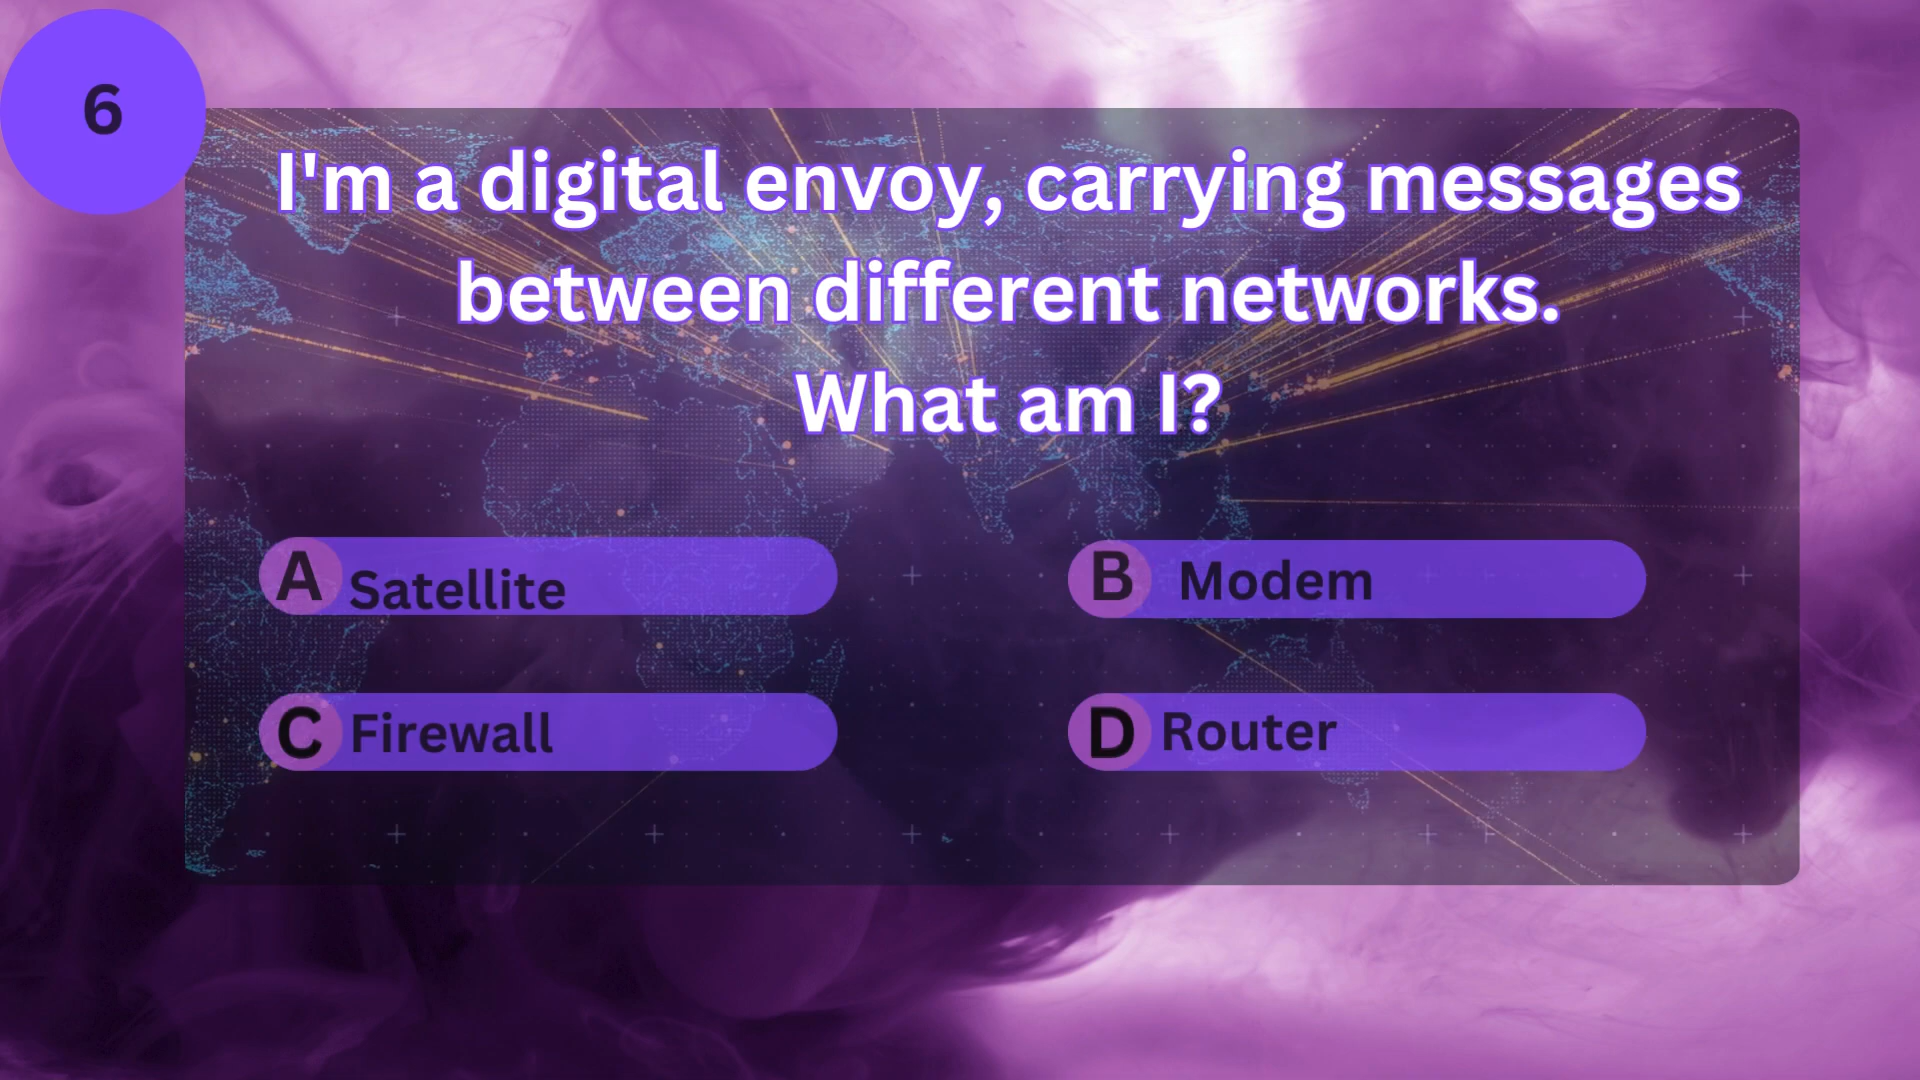 6
I'm a digital envoy, carrying messages
between different networks.
What am I?
A Satellite
B Modem
C Firewall
D Router